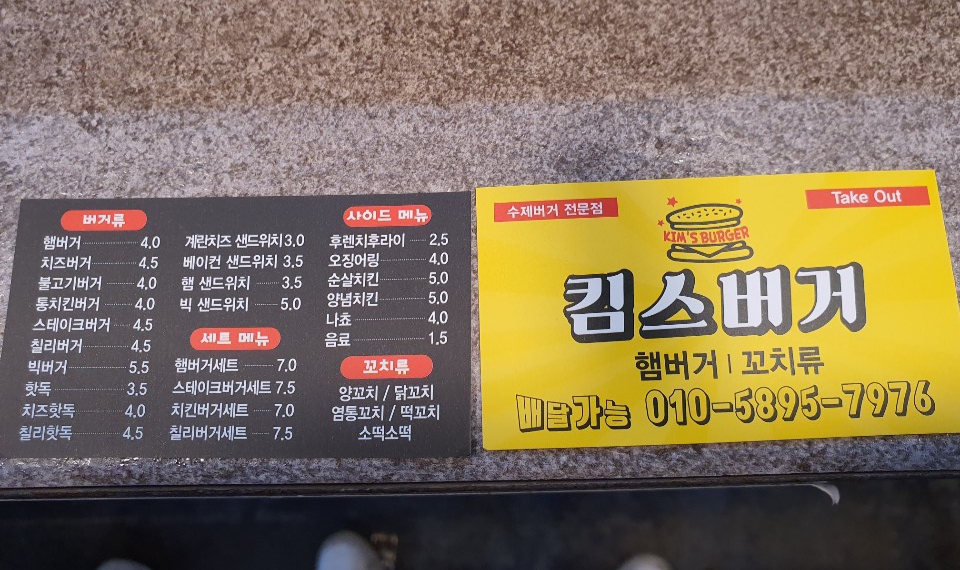 버거류
햄버거 4.0
치즈버거 4.5
불고기버거 4.0
통치킨버거 4.0
스테이크버거 4.5
칠리버거 4.5
빅버거 5.5
핫독 3.5
치즈핫독 4.0
칠리핫독 4.5
계란치즈 샌드위치 3.0
베이컨 샌드위치 3.5
햄 샌드위치 3.5
빅 샌드위치 5.0
세트 메뉴
햄버거세트 7.0
스테이크버거세트 7.5
치킨버거세트 7.0
칠리버거세트 7.5
사이드 메뉴
후렌치후라이 2.5
오징어링 4.0
순살치킨 5.0
양념치킨 5.0
나쵸 4.0
음료 1.5
꼬치류
양꼬치 / 닭꼬치
염통꼬치 / 떡꼬치
소떡소떡
수제버거 전문점
Take Out
KIM'S BURGER
킴스버거
햄버거 | 꼬치류
배달가능 010-5895-7976